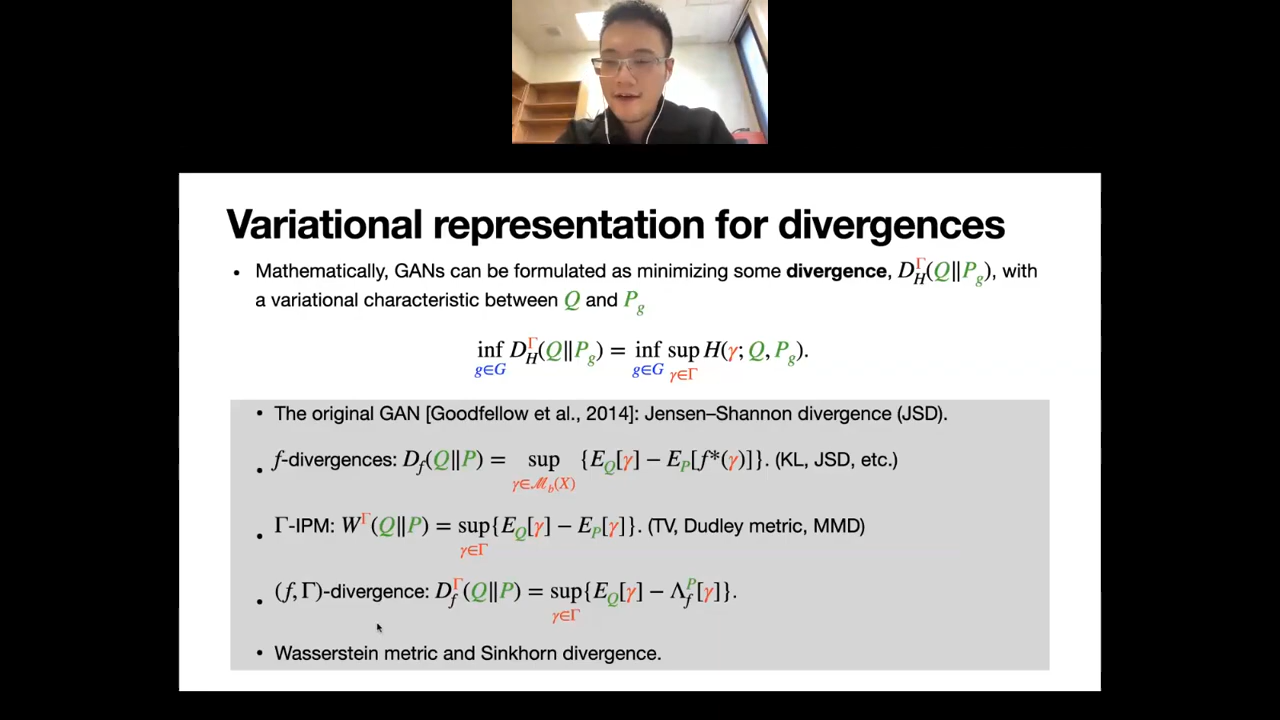 Variational representation for divergences
• Mathematically, GANs can be formulated as minimizing some divergence, D_H^Γ(Q‖P_g), with
a variational characteristic between Q and P_g
inf_{g∈G} D_H^Γ(Q‖P_g) = inf_{g∈G} sup_{γ∈Γ} H(γ; Q, P_g).
• The original GAN [Goodfellow et al., 2014]: Jensen–Shannon divergence (JSD).
• f-divergences: D_f(Q‖P) = sup_{γ∈ℳ_b(X)} {E_Q[γ] − E_P[f*(γ)]}. (KL, JSD, etc.)
• Γ-IPM: W^Γ(Q‖P) = sup_{γ∈Γ}{E_Q[γ] − E_P[γ]}. (TV, Dudley metric, MMD)
• (f, Γ)-divergence: D_f^Γ(Q‖P) = sup_{γ∈Γ}{E_Q[γ] − Λ_f^P[γ]}.
• Wasserstein metric and Sinkhorn divergence.